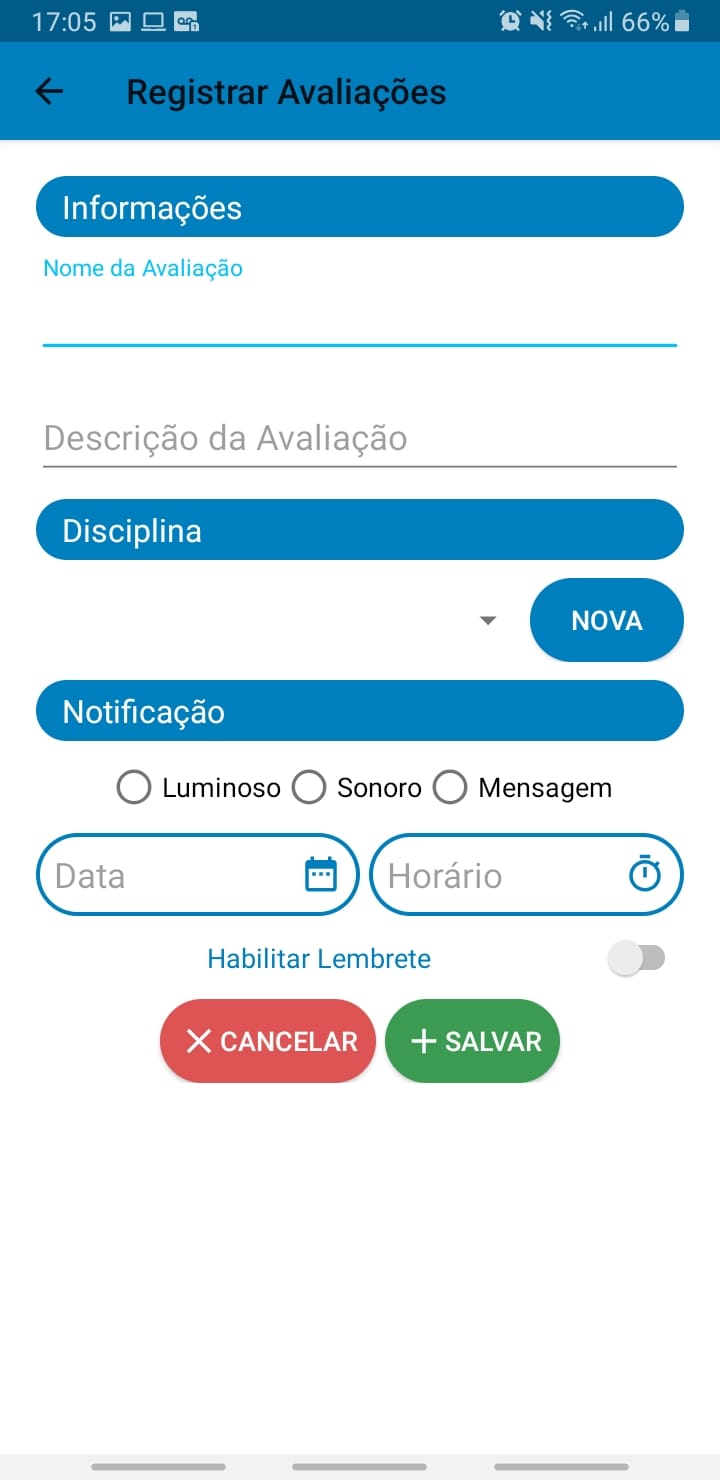 17:05 66%
Registrar Avaliações
Informações
Nome da Avaliação
Descrição da Avaliação
Disciplina
NOVA
Notificação
Luminoso Sonoro Mensagem
Data Horário
Habilitar Lembrete
CANCELAR SALVAR